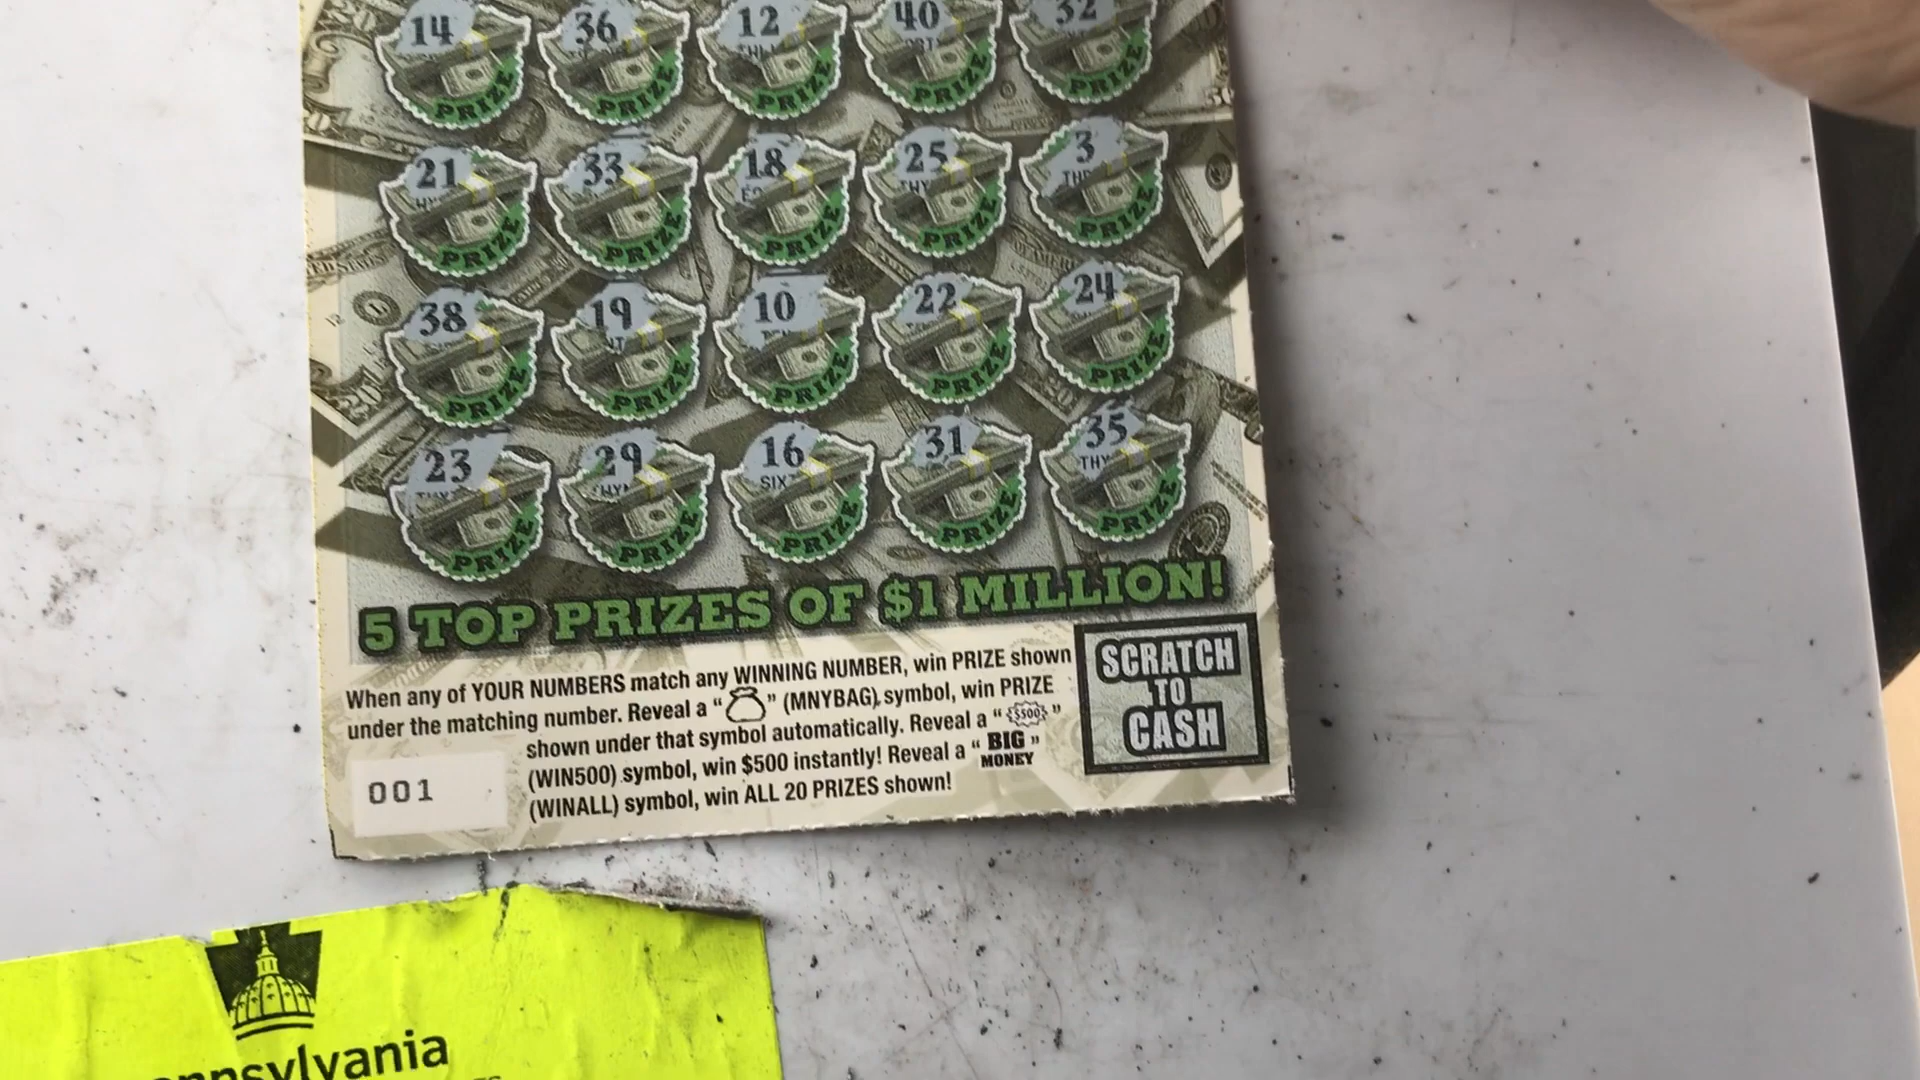 14 36 12 40 32
PRIZE PRIZE PRIZE PRIZE PRIZE
21 33 18 25 3
PRIZE PRIZE PRIZE PRIZE PRIZE
38 19 10 22 24
PRIZE PRIZE PRIZE PRIZE PRIZE
23 29 16 31 35
SIX THY
PRIZE PRIZE PRIZE PRIZE PRIZE
5 TOP PRIZES OF $1 MILLION!
When any of YOUR NUMBERS match any WINNING NUMBER, win PRIZE shown
under the matching number. Reveal a " " (MNYBAG) symbol, win PRIZE
shown under that symbol automatically. Reveal a "$500"
(WIN500) symbol, win $500 instantly! Reveal a "BIG MONEY"
(WINALL) symbol, win ALL 20 PRIZES shown!
SCRATCH
TO
CASH
001
nnsylvania